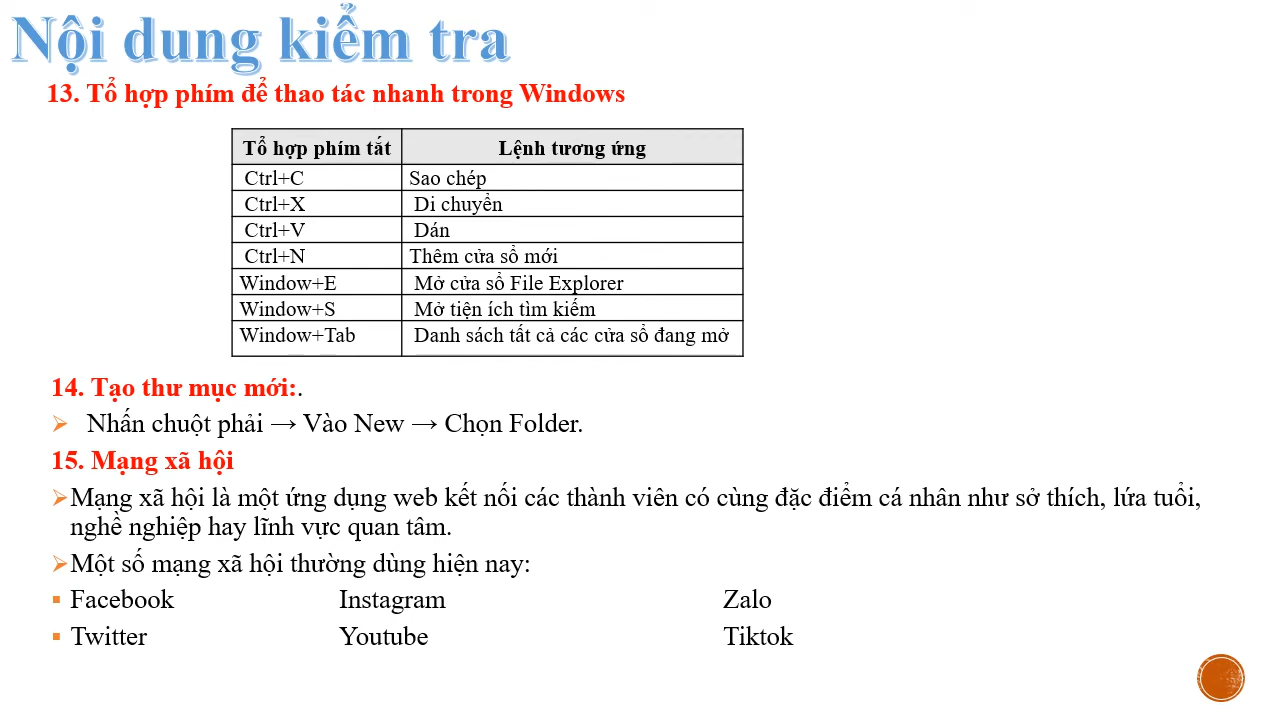 Nội dung kiểm tra
13. Tổ hợp phím để thao tác nhanh trong Windows
Tổ hợp phím tắt Lệnh tương ứng
Ctrl+C Sao chép
Ctrl+X Di chuyển
Ctrl+V Dán
Ctrl+N Thêm cửa sổ mới
Window+E Mở cửa sổ File Explorer
Window+S Mở tiện ích tìm kiếm
Window+Tab Danh sách tất cả các cửa sổ đang mở
14. Tạo thư mục mới:.
Nhấn chuột phải → Vào New → Chọn Folder.
15. Mạng xã hội
Mạng xã hội là một ứng dụng web kết nối các thành viên có cùng đặc điểm cá nhân như sở thích, lứa tuổi,
nghề nghiệp hay lĩnh vực quan tâm.
Một số mạng xã hội thường dùng hiện nay:
Facebook Instagram Zalo
Twitter Youtube Tiktok